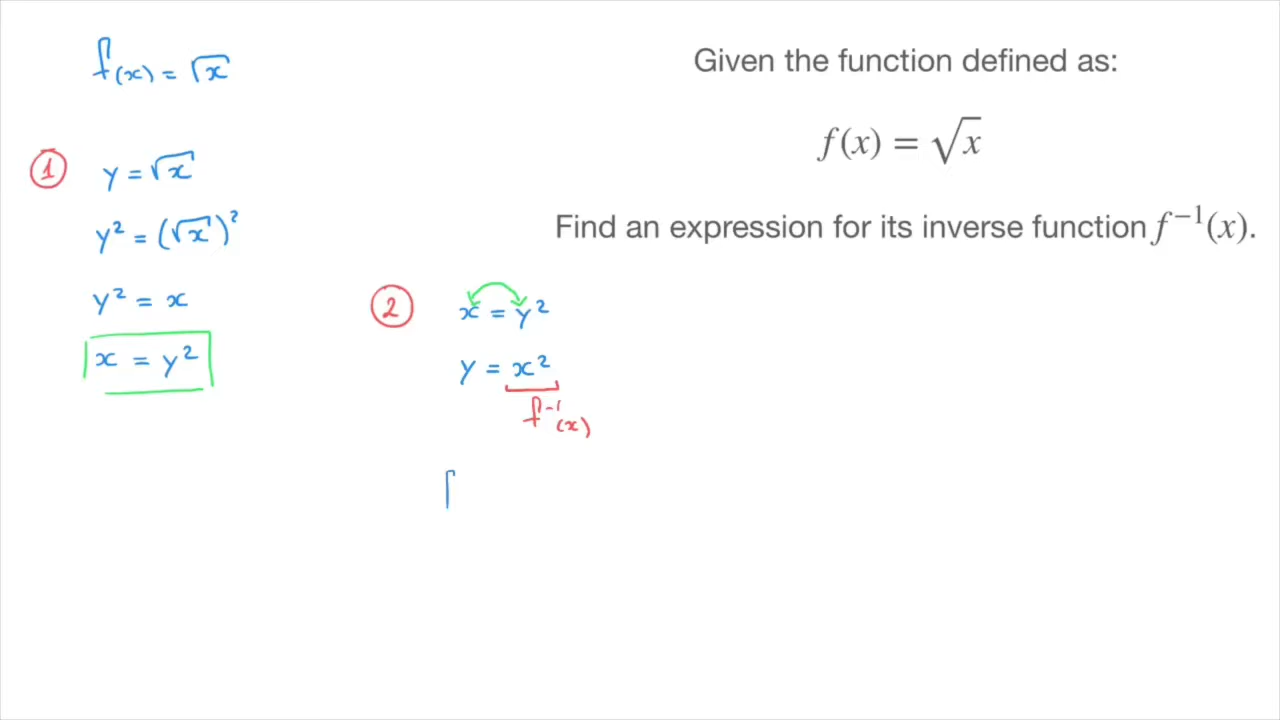 f(x) = √x
Given the function defined as:
f(x) = √x
Find an expression for its inverse function f⁻¹(x).
1
y = √x
y² = (√x)²
y² = x
x = y²
2
x = y²
y = x²
f⁻¹(x)